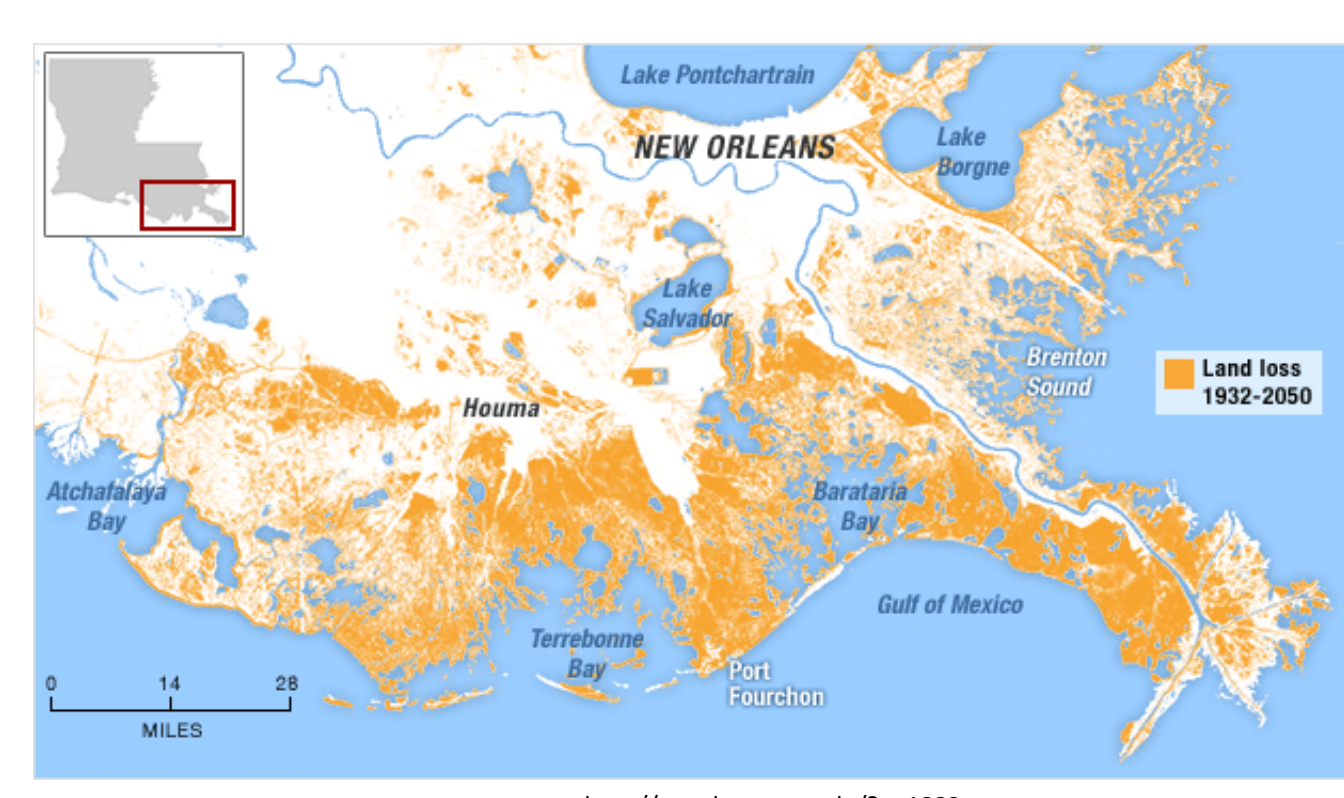 Lake Pontchartrain
NEW ORLEANS
Lake
Borgne
Lake
Salvador
Brenton
Sound
Land loss
1932-2050
Houma
Atchafalaya
Bay
Barataria
Bay
Gulf of Mexico
Terrebonne
Bay
Port
Fourchon
0 14 28
MILES